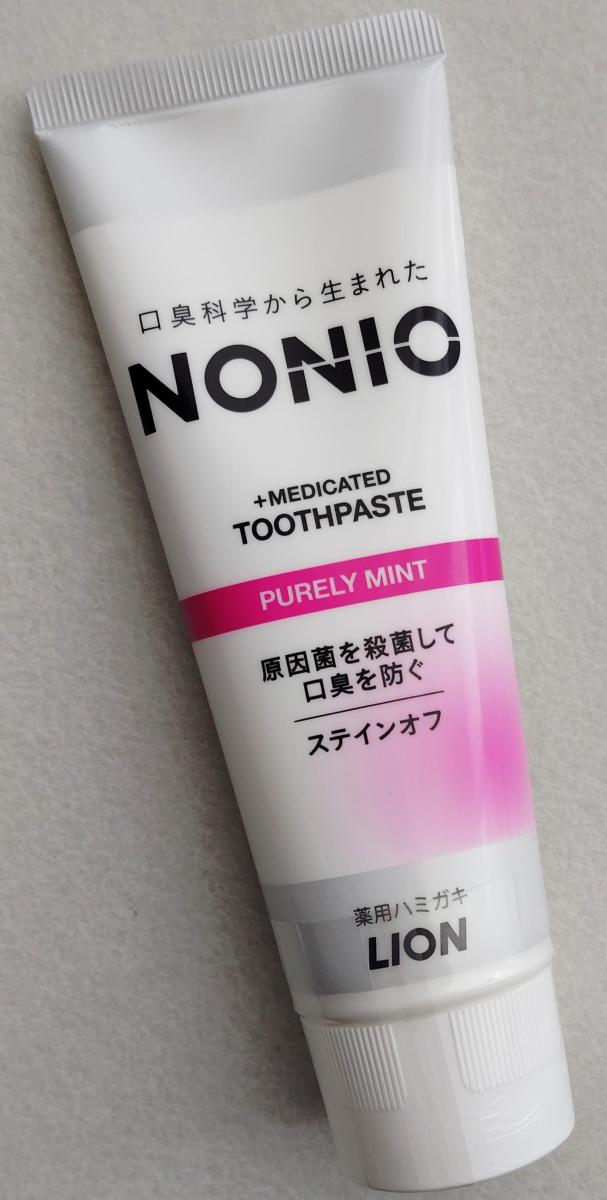 口臭科学から生まれた
NONIO
+MEDICATED
TOOTHPASTE
PURELY MINT
原因菌を殺菌して
口臭を防ぐ
ステインオフ
薬用ハミガキ
LION